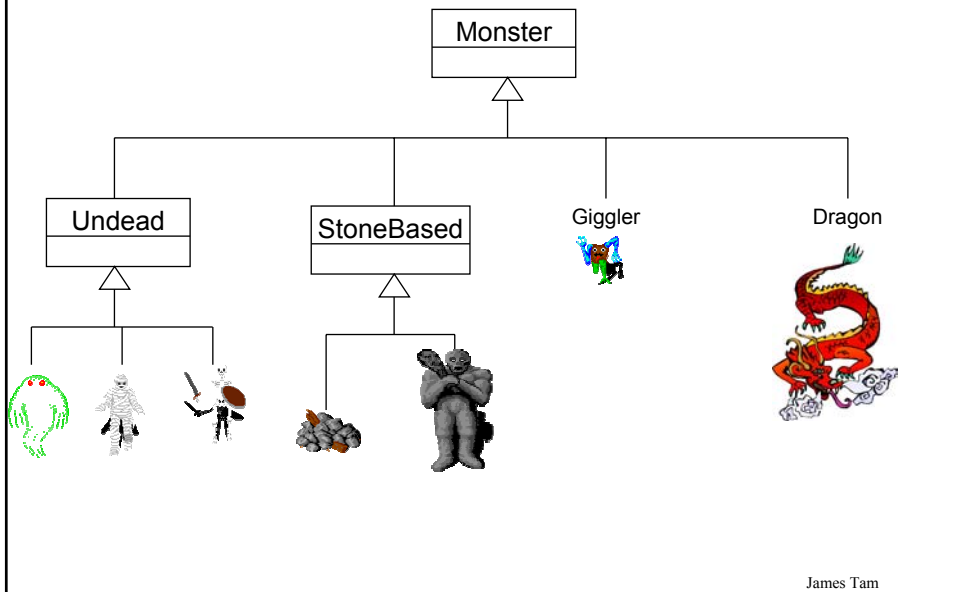 Monster
Undead
StoneBased
Giggler
Dragon
James Tam